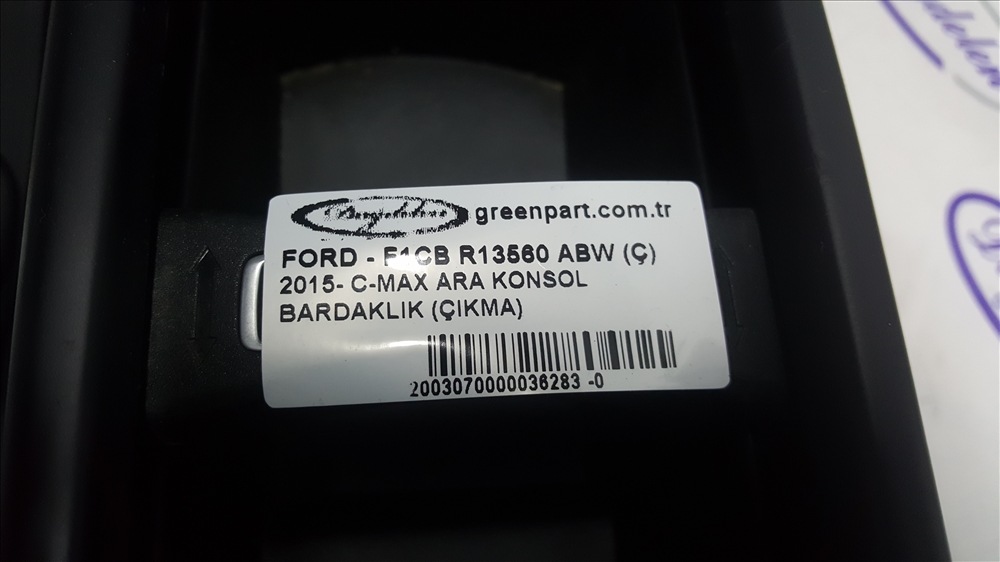 greenpart.com.tr
FORD - F1CB R13560 ABW (Ç)
2015- C-MAX ARA KONSOL
BARDAKLIK (ÇIKMA)
2003070000036283 -0